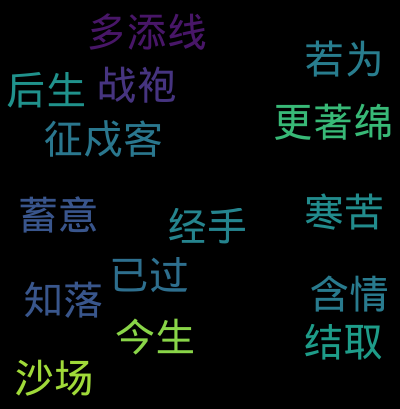 多添线
若为
后生
战袍
更著绵
征戍客
蓄意
寒苦
经手
已过
含情
知落
今生
结取
沙场